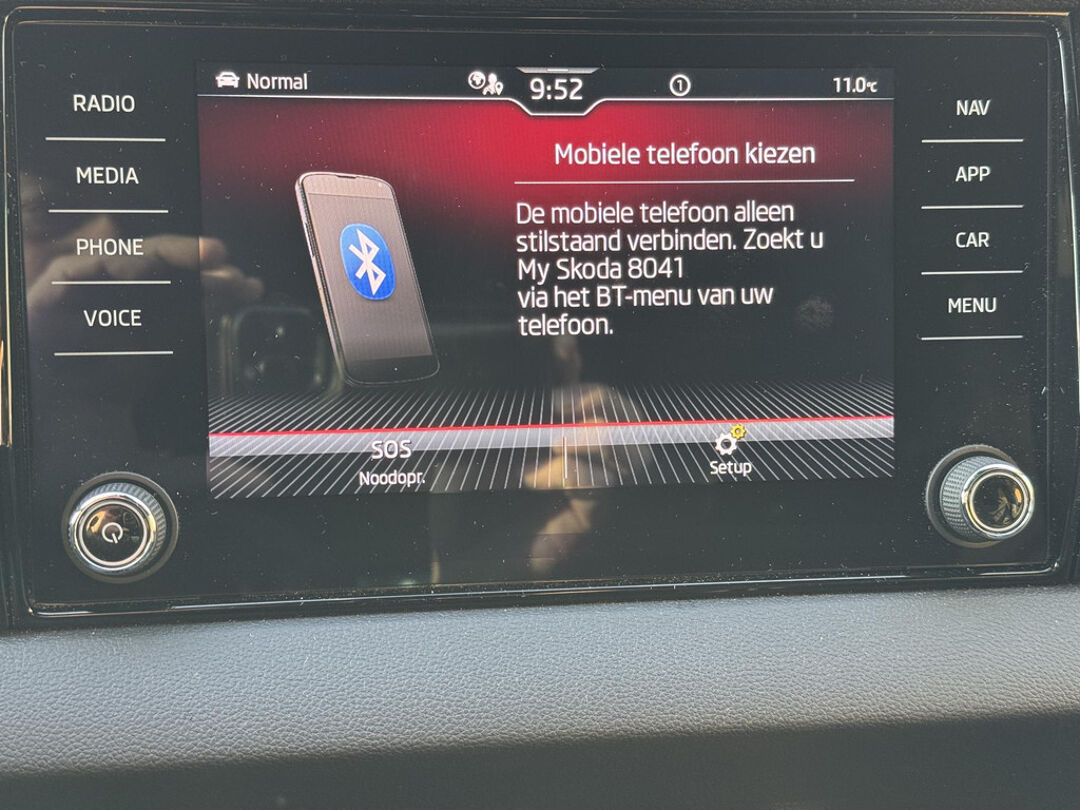 Normal
9:52
1
11.0°C
RADIO
MEDIA
PHONE
VOICE
NAV
APP
CAR
MENU
Mobiele telefoon kiezen
De mobiele telefoon alleen
stilstaand verbinden. Zoekt u
My Skoda 8041
via het BT-menu van uw
telefoon.
SOS
Noodopr.
Setup